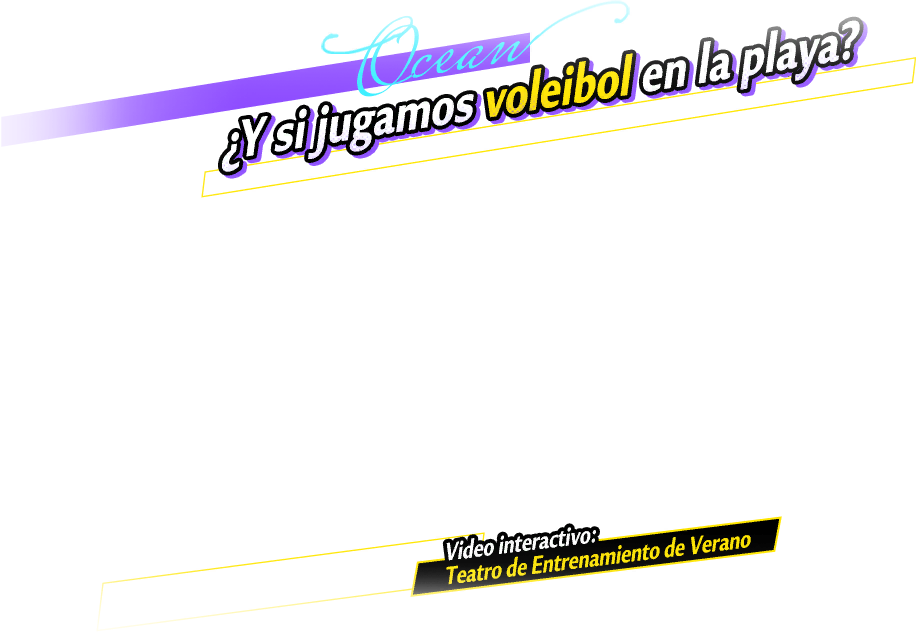 Ocean
¿Y si jugamos voleibol en la playa?
Video interactivo:
Teatro de Entrenamiento de Verano